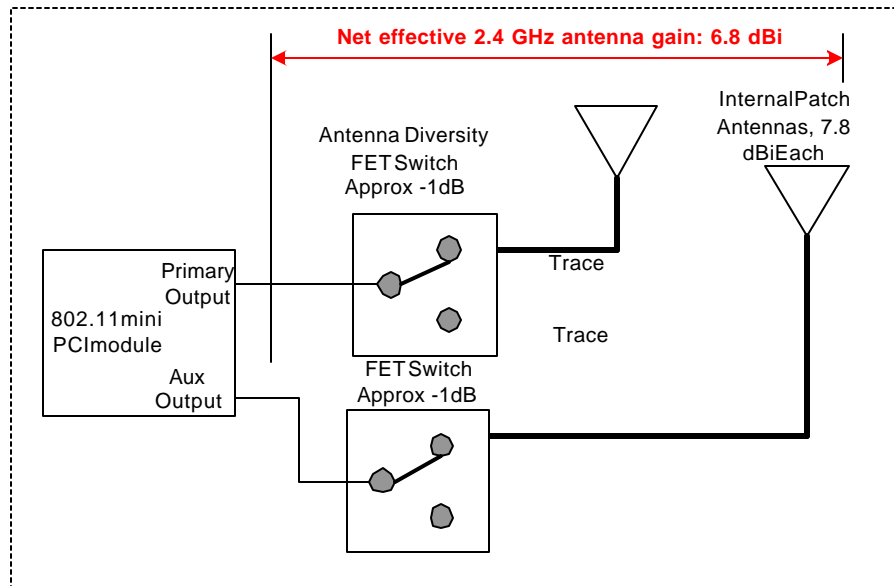 Net effective 2.4 GHz antenna gain: 6.8 dBi
InternalPatch
Antennas, 7.8
dBiEach
Antenna Diversity
FETSwitch
Approx -1dB
Trace
Primary
Output
802.11mini
PCImodule
Trace
Aux
Output
FETSwitch
Approx -1dB